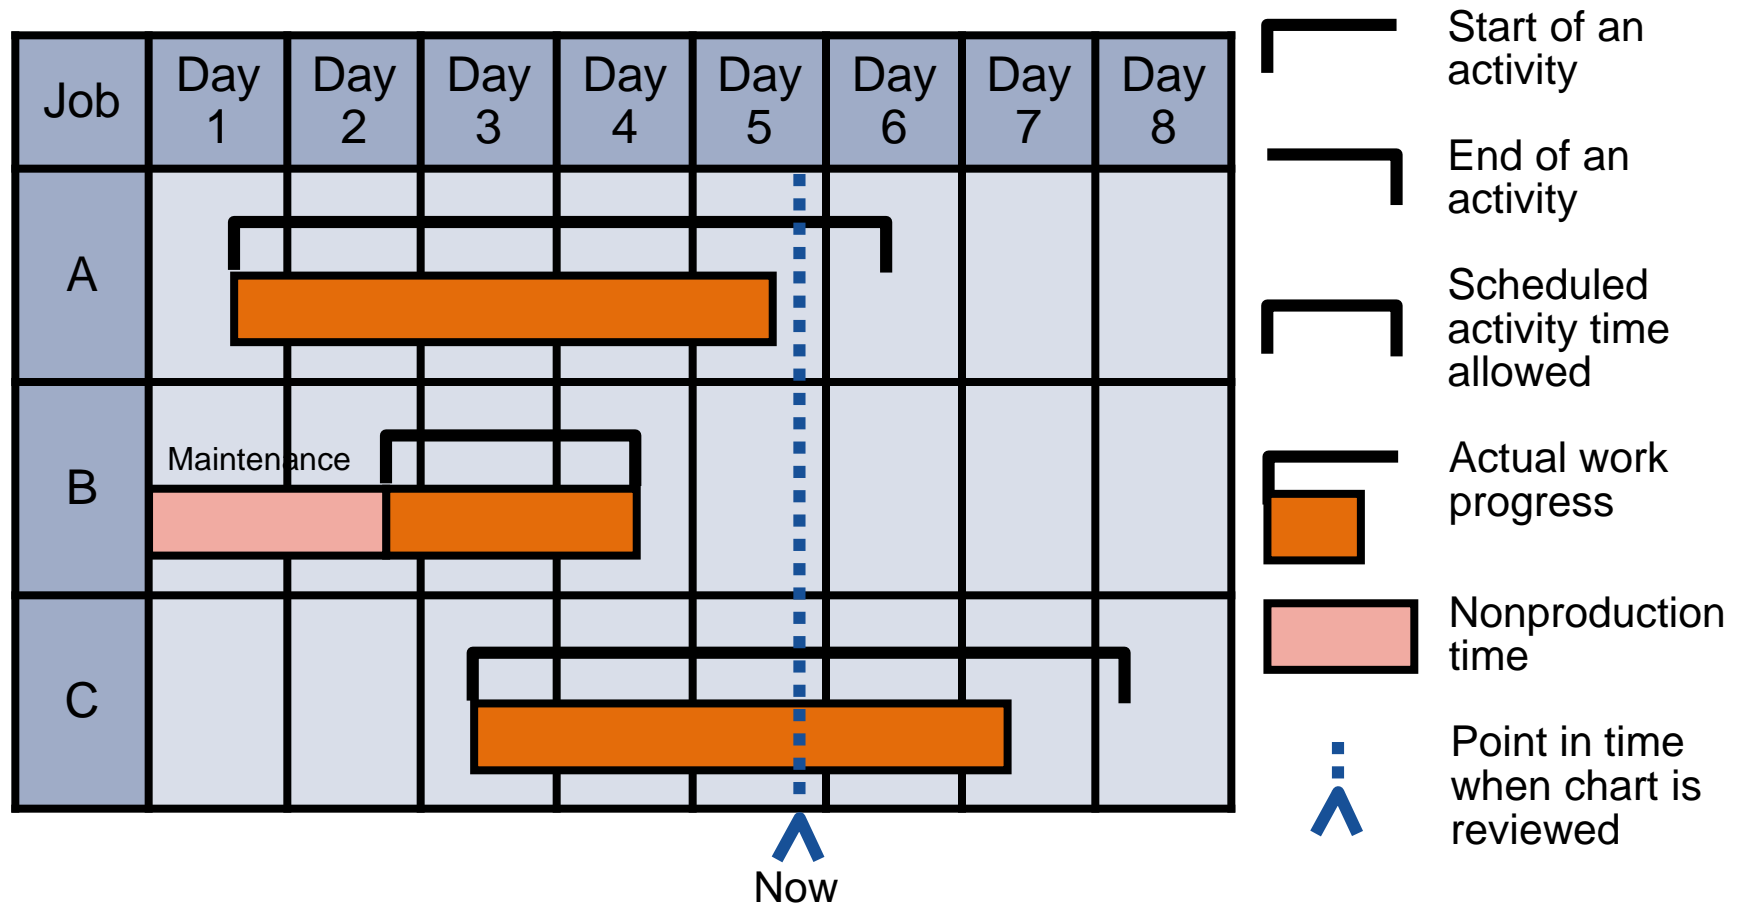 Job
Day
1
Day
2
Day
3
Day
4
Day
5
Day
6
Day
7
Day
8
A
Maintenance
B
C
Now
Start of an
activity
End of an
activity
Scheduled
activity time
allowed
Actual work
progress
Nonproduction
time
Point in time
when chart is
reviewed